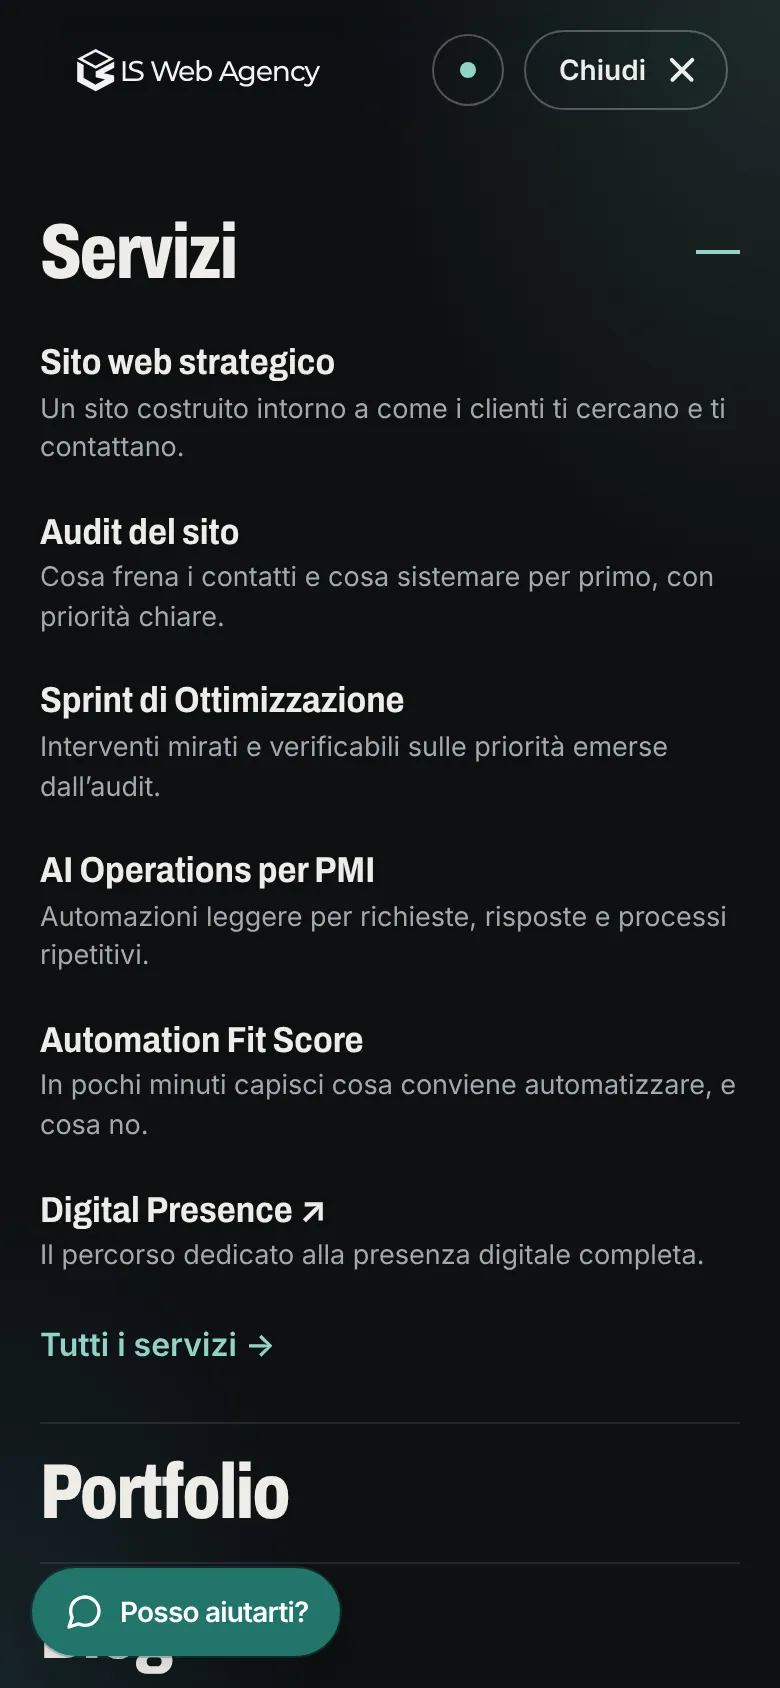 LS Web Agency
Chiudi
Servizi
Sito web strategico
Un sito costruito intorno a come i clienti ti cercano e ti
contattano.
Audit del sito
Cosa frena i contatti e cosa sistemare per primo, con
priorità chiare.
Sprint di Ottimizzazione
Interventi mirati e verificabili sulle priorità emerse
dall’audit.
AI Operations per PMI
Automazioni leggere per richieste, risposte e processi
ripetitivi.
Automation Fit Score
In pochi minuti capisci cosa conviene automatizzare, e
cosa no.
Digital Presence ↗
Il percorso dedicato alla presenza digitale completa.
Tutti i servizi →
Portfolio
Posso aiutarti?